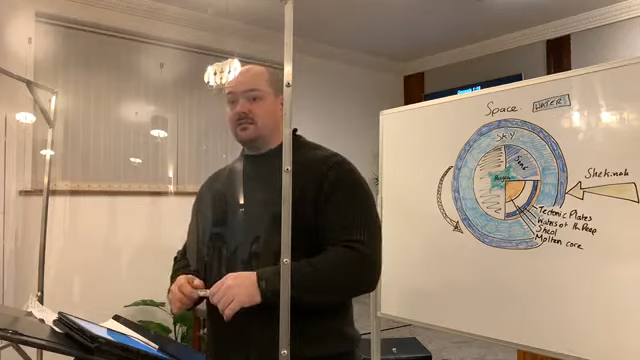 Space
WATER
SKY
Shekinah
Tectonic Plates
Waters of the Deep
Sheol
Molten core